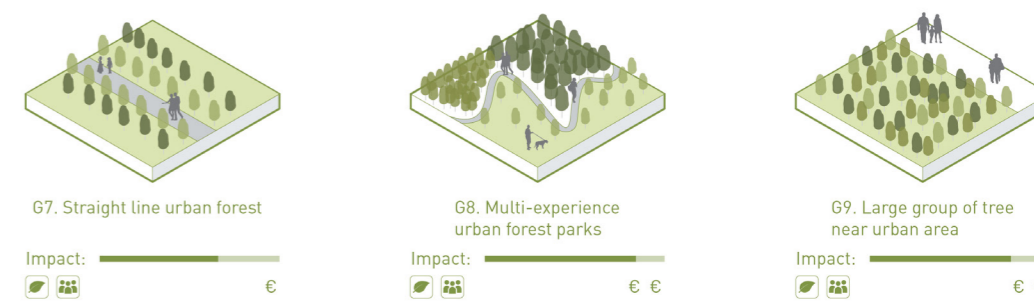 G7. Straight line urban forest
Impact:
€
G8. Multi-experience
urban forest parks
Impact:
€ €
G9. Large group of tree
near urban area
Impact:
€